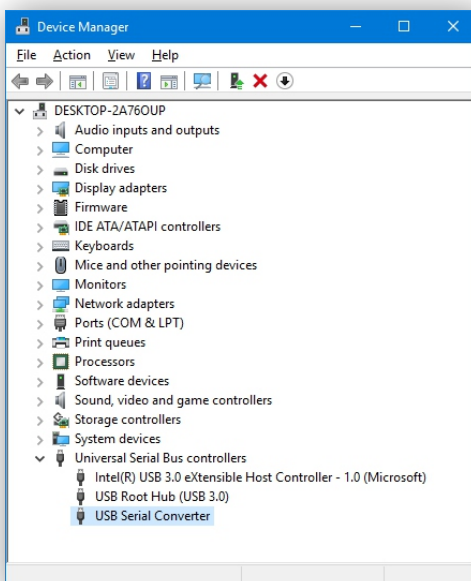 Device Manager
File Action View Help
DESKTOP-2A76OUP
Audio inputs and outputs
Computer
Disk drives
Display adapters
Firmware
IDE ATA/ATAPI controllers
Keyboards
Mice and other pointing devices
Monitors
Network adapters
Ports (COM & LPT)
Print queues
Processors
Software devices
Sound, video and game controllers
Storage controllers
System devices
Universal Serial Bus controllers
Intel(R) USB 3.0 eXtensible Host Controller - 1.0 (Microsoft)
USB Root Hub (USB 3.0)
USB Serial Converter